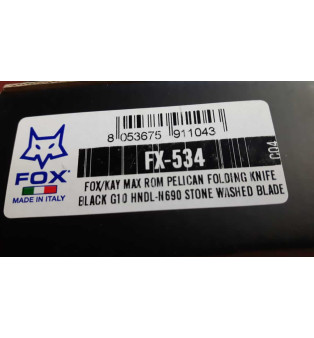 8 053675 911043
FX-534
C04
FOX
MADE IN ITALY
FOX/KAY MAX ROM PELICAN FOLDING KNIFE
BLACK G10 HNDL-N690 STONE WASHED BLADE